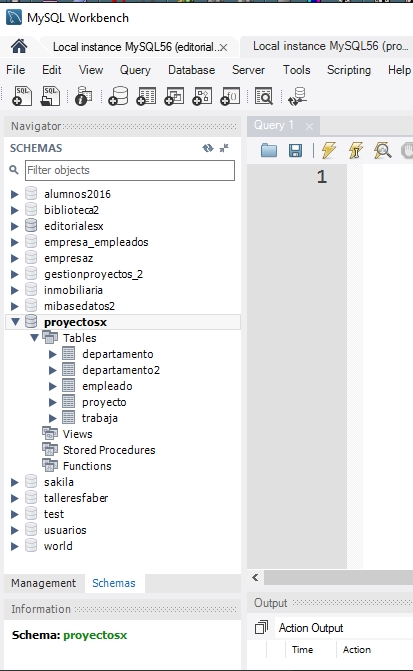 MySQL Workbench
Local instance MySQL56 (editorial... × Local instance MySQL56 (pro...
File Edit View Query Database Server Tools Scripting Help
Navigator
Query 1 ×
SCHEMAS
Filter objects
1
alumnos2016
biblioteca2
editorialesx
empresa_empleados
empresaz
gestionproyectos_2
inmobiliaria
mibasedatos2
proyectosx
Tables
departamento
departamento2
empleado
proyecto
trabaja
Views
Stored Procedures
Functions
sakila
talleresfaber
test
usuarios
world
Management Schemas
Information
Schema: proyectosx
Output
Action Output
Time Action